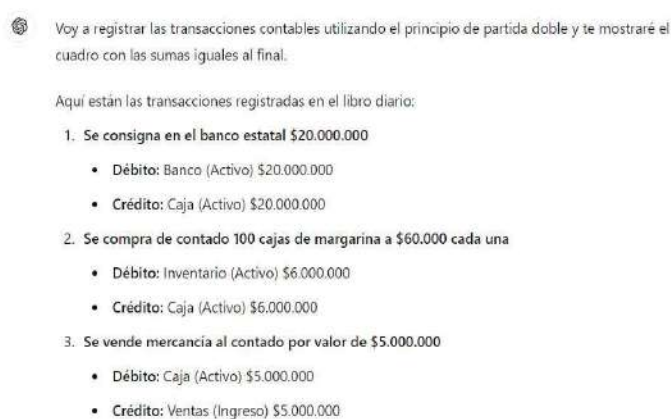 Voy a registrar las transacciones contables utilizando el principio de partida doble y te mostraré el
cuadro con las sumas iguales al final.
Aquí están las transacciones registradas en el libro diario:
1. Se consigna en el banco estatal $20.000.000
• Débito: Banco (Activo) $20.000.000
• Crédito: Caja (Activo) $20.000.000
2. Se compra de contado 100 cajas de margarina a $60.000 cada una
• Débito: Inventario (Activo) $6.000.000
• Crédito: Caja (Activo) $6.000.000
3. Se vende mercancía al contado por valor de $5.000.000
• Débito: Caja (Activo) $5.000.000
• Crédito: Ventas (Ingreso) $5.000.000